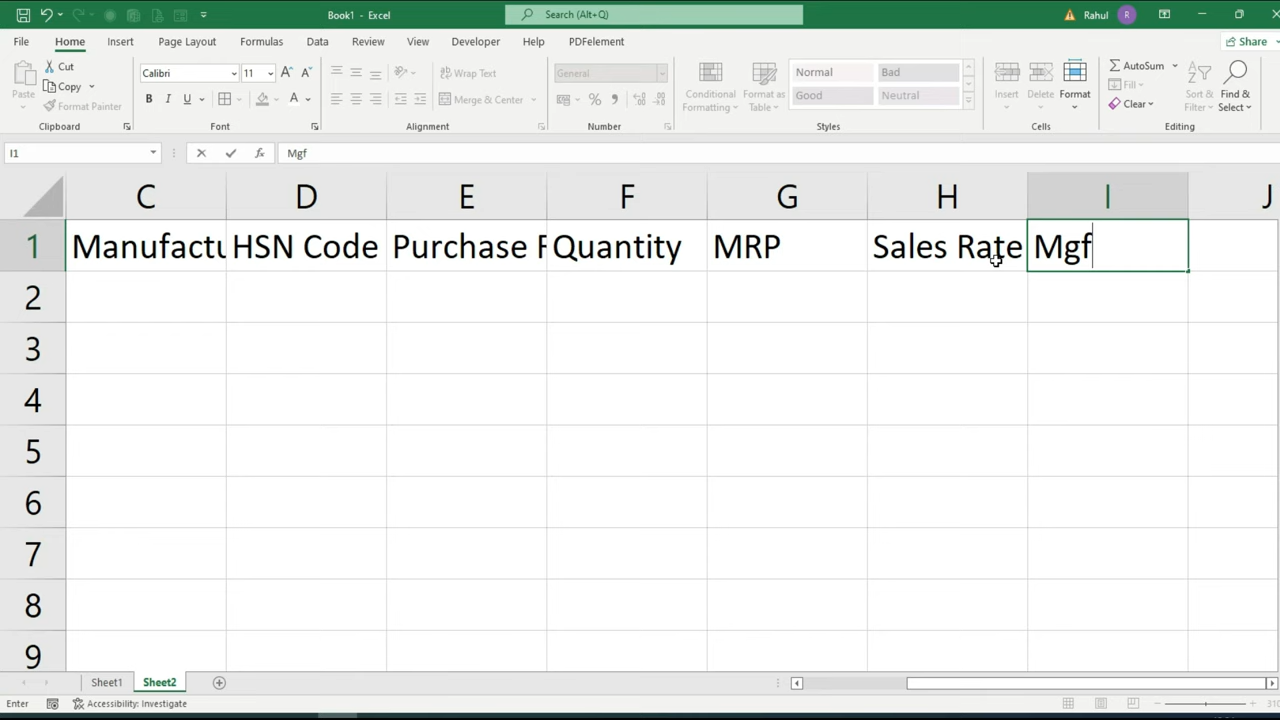 Book1 - Excel
Search (Alt+Q)
Rahul
R
File Home Insert Page Layout Formulas Data Review View Developer Help PDFelement Share
Paste
Cut
Copy
Format Painter
Clipboard
Calibri 11
B I U
Font
Wrap Text
Merge & Center
Alignment
General
Number
Conditional Formatting
Format as Table
Normal Bad
Good Neutral
Styles
Insert Delete Format
Cells
AutoSum
Fill
Clear
Sort & Filter
Find & Select
Editing
I1 fx Mgf
C D E F G H I J
1 Manufactu HSN Code Purchase R Quantity MRP Sales Rate Mgf
2
3
4
5
6
7
8
9
Sheet1 Sheet2
Enter Accessibility: Investigate